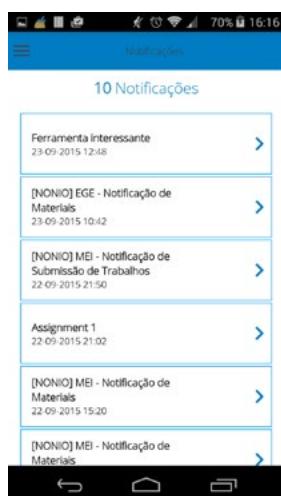 70% 16:16
Notificações
10 Notificações
Ferramenta interessante
23-09-2015 12:48
[NONIO] EGE - Notificação de
Materiais
23-09-2015 10:42
[NONIO] MEI - Notificação de
Submissão de Trabalhos
22-09-2015 21:50
Assignment 1
22-09-2015 21:02
[NONIO] MEI - Notificação de
Materiais
22-09-2015 15:20
[NONIO] MEI - Notificação de
Materiais